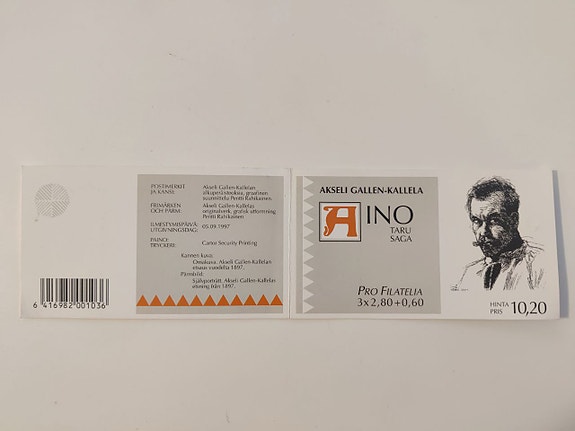 POSTIMERKIT
JA KANSI:
Akseli Gallen-Kallelan
alkuperäisteoksia, graafinen
suunnittelu Pentti Rahikainen
FRIMÄRKEN
OCH PÄRM:
Akseli Gallen-Kallelas
originalverk, grafisk utformning
Pentti Rahikainen
ILMESTYMISPÄIVÄ
UTGIVNINGSDAG:
05.09.1997
PAINO:
TRYCKERI:
Cartor Security Printing
Kannen kuva:
Omakuva. Akseli Gallen-Kallelan
etsaus vuodelta 1897.
Pärmbild:
Självporträtt. Akseli Gallen-Kallelas
etsning från 1897.
6 416982 001036
AKSELI GALLEN-KALLELA
AINO
TARU
SAGA
PRO FILATELIA
3 x 2,80 + 0,60
HINTA
PRIS 10,20